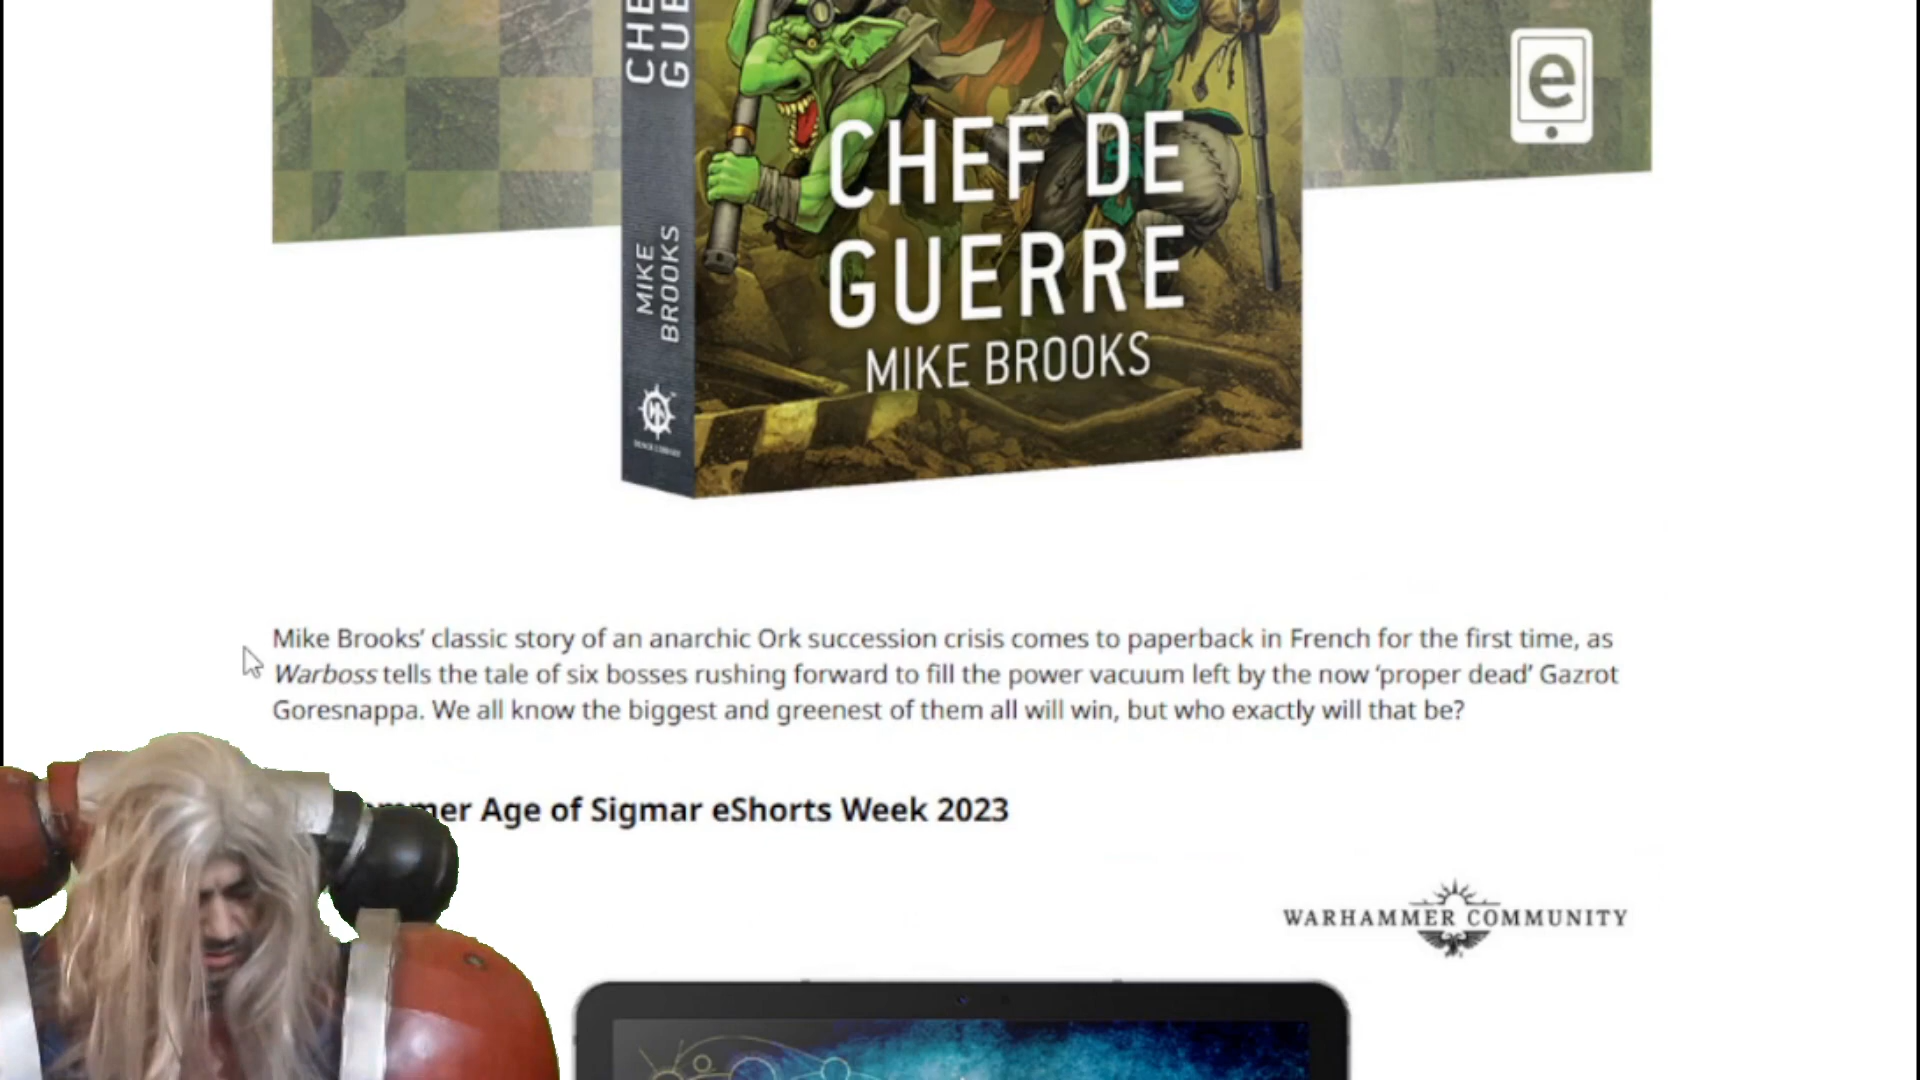 CHE
GUE
e
CHEF DE
GUERRE
MIKE BROOKS
MIKE
BROOKS
Mike Brooks’ classic story of an anarchic Ork succession crisis comes to paperback in French for the first time, as
Warboss tells the tale of six bosses rushing forward to fill the power vacuum left by the now ‘proper dead’ Gazrot
Goresnappa. We all know the biggest and greenest of them all will win, but who exactly will that be?
mmer Age of Sigmar eShorts Week 2023
WARHAMMER COMMUNITY